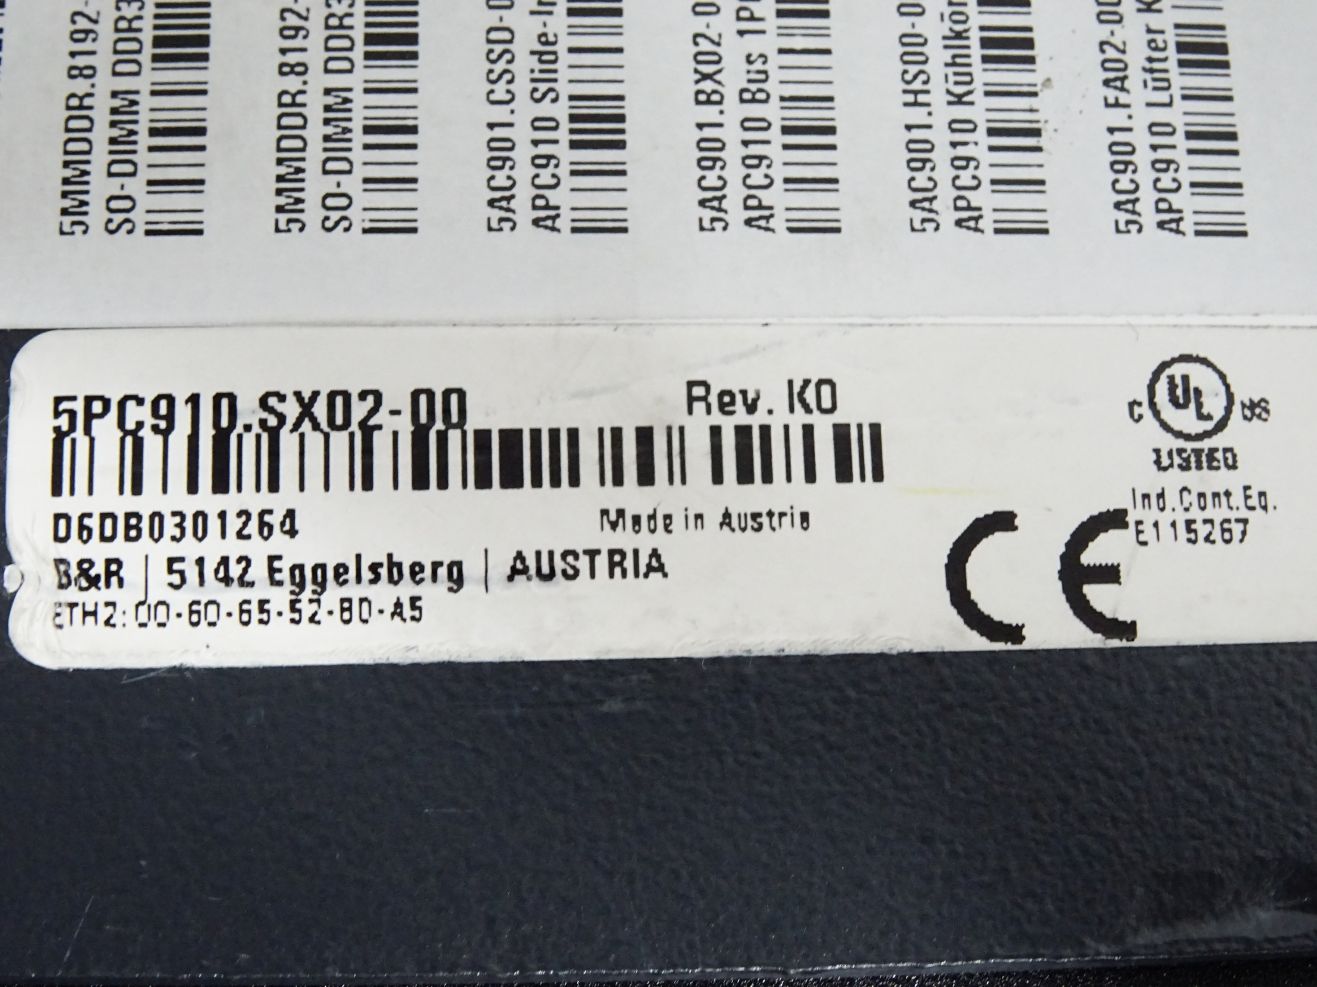 5MMDDR.8192-
SO-DIMM DDR3
5MMDDR.8192-
SO-DIMM DDR3
5AC901.CSSD-0
APC910 Slide-In
5AC901.BX02-0
APC910 Bus 1P
5AC901.HS00-0
APC910 Kühlkör
5AC901.FA02-00
APC910 Lüfter K
5PC910.SX02-00 Rev. K0
D6DB0301264 Made in Austria
B&R | 5142 Eggelsberg | AUSTRIA
ETH2:00-60-65-52-80-A5
C UL US
LISTED
Ind.Cont.Eq.
E115267
CE